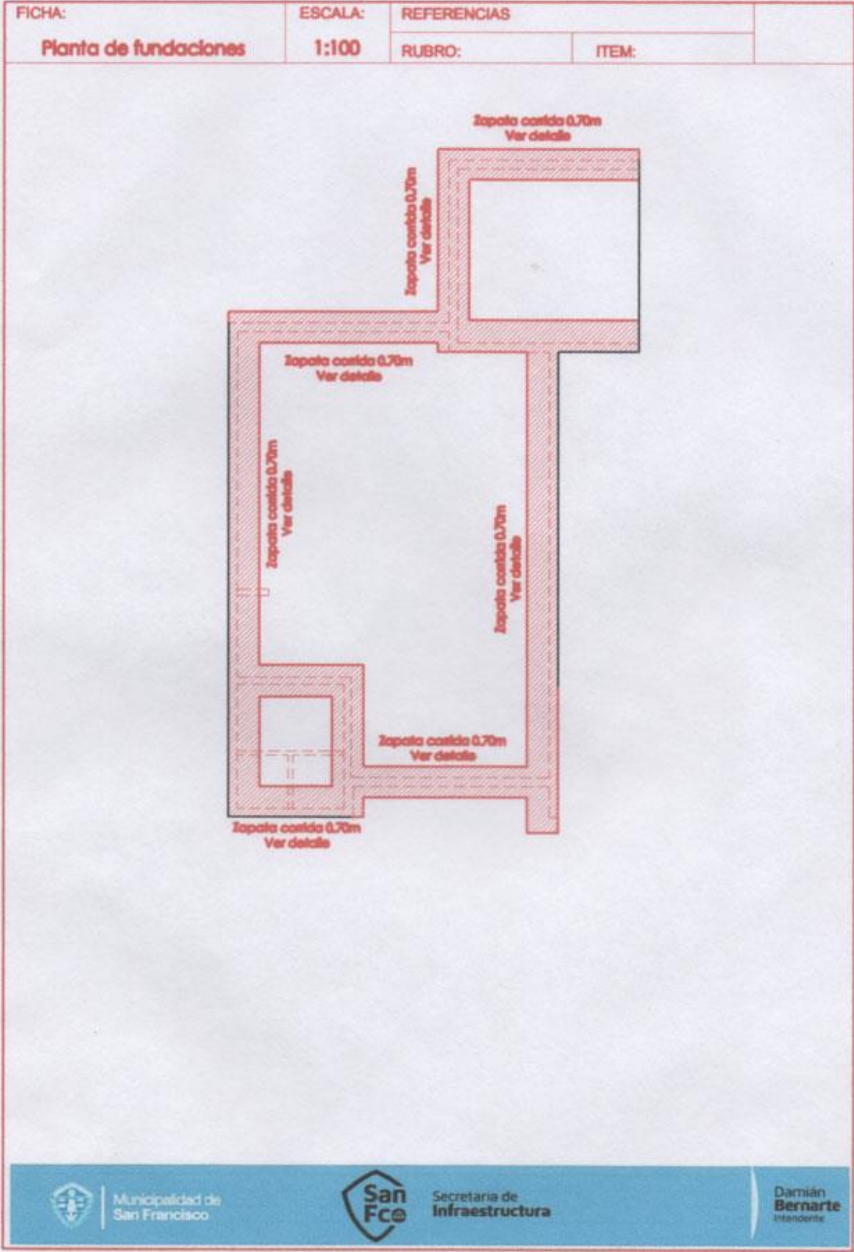 FICHA:
Planta de fundaciones
ESCALA:
1:100
REFERENCIAS
RUBRO:
ITEM:
Zapata corrida 0.70m
Ver detalle
Zapata corrida 0.70m
Ver detalle
Zapata corrida 0.70m
Ver detalle
Zapata corrida 0.70m
Ver detalle
Zapata corrida 0.70m
Ver detalle
Zapata corrida 0.70m
Ver detalle
Zapata corrida 0.70m
Ver detalle
Municipalidad de
San Francisco
San
Fco
Secretaría de
Infraestructura
Damián
Bernarte
Intendente